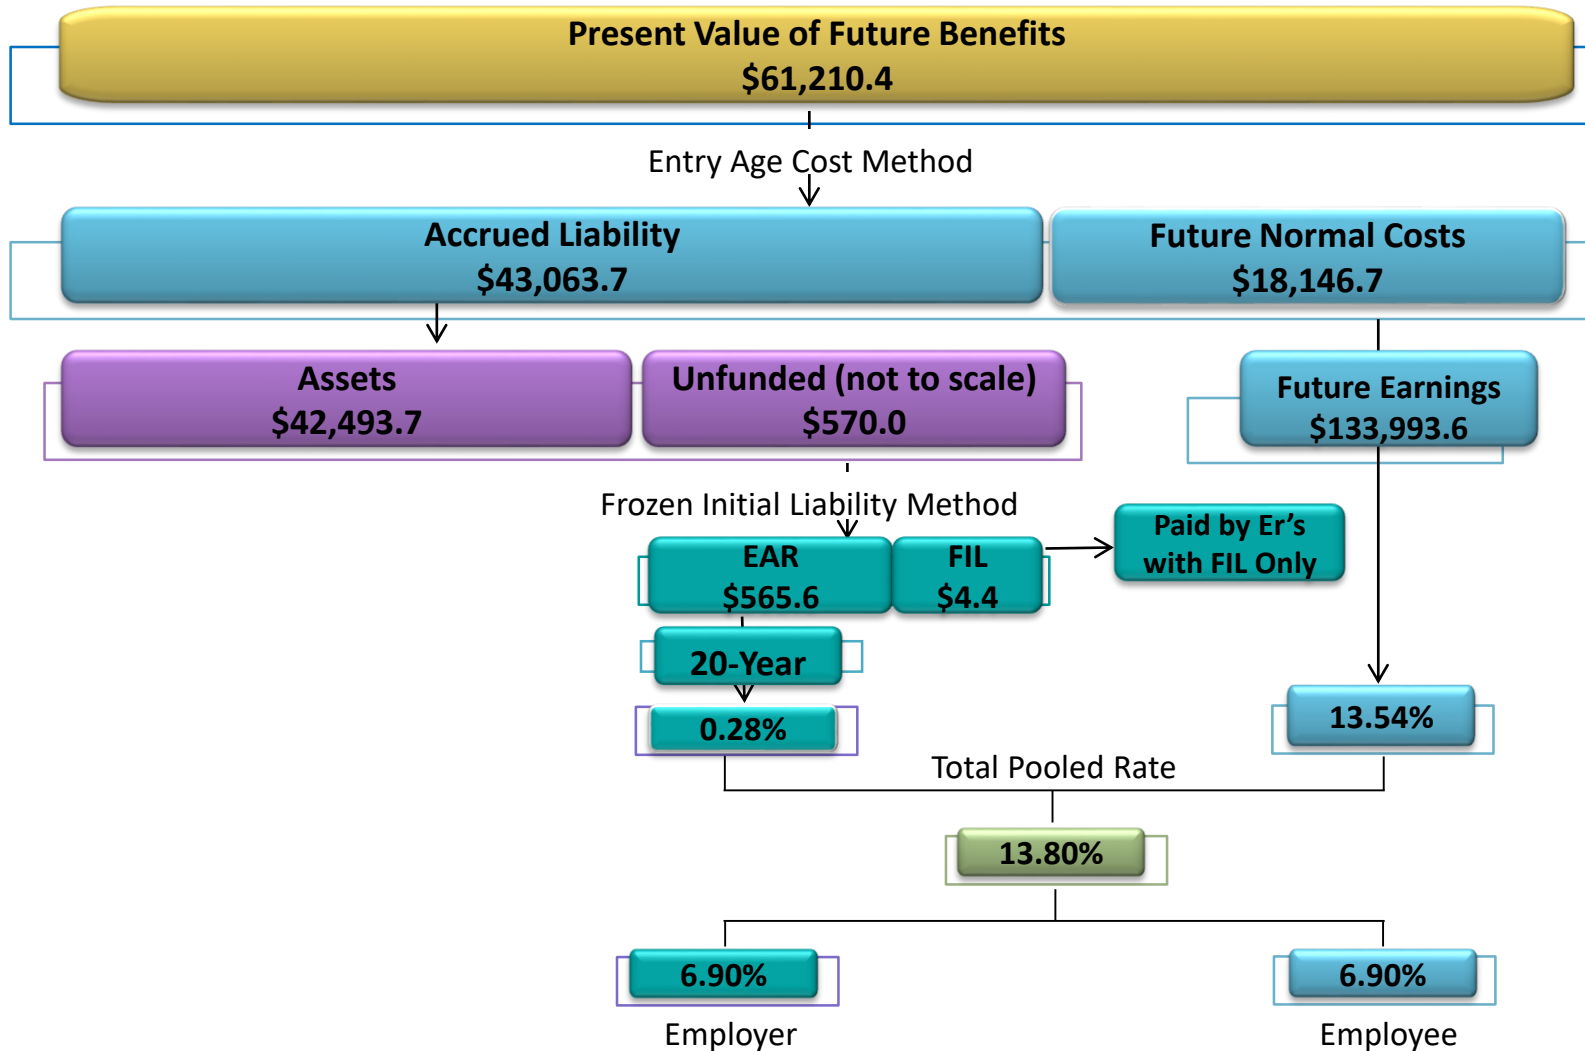 Present Value of Future Benefits
$61,210.4
Entry Age Cost Method
Accrued Liability
$43,063.7
Future Normal Costs
$18,146.7
Assets
$42,493.7
Unfunded (not to scale)
$570.0
Future Earnings
$133,993.6
Frozen Initial Liability Method
EAR
$565.6
FIL
$4.4
Paid by Er’s
with FIL Only
20-Year
0.28%
13.54%
Total Pooled Rate
13.80%
6.90%
6.90%
Employer
Employee